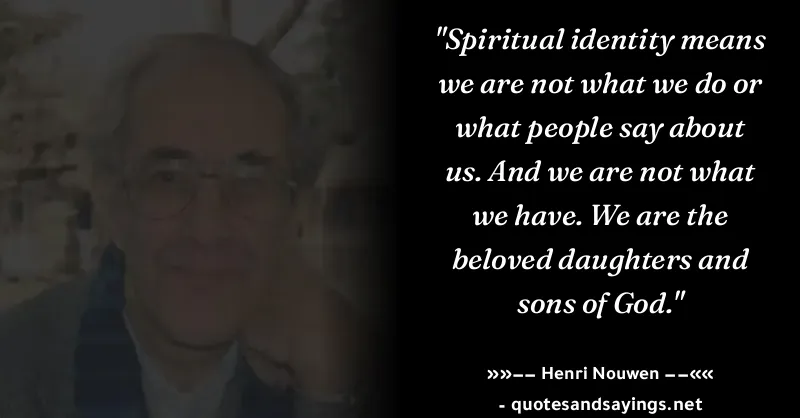 "Spiritual identity means
we are not what we do or
what people say about
us. And we are not what
we have. We are the
beloved daughters and
sons of God."
»»−− Henri Nouwen −−««
- quotesandsayings.net